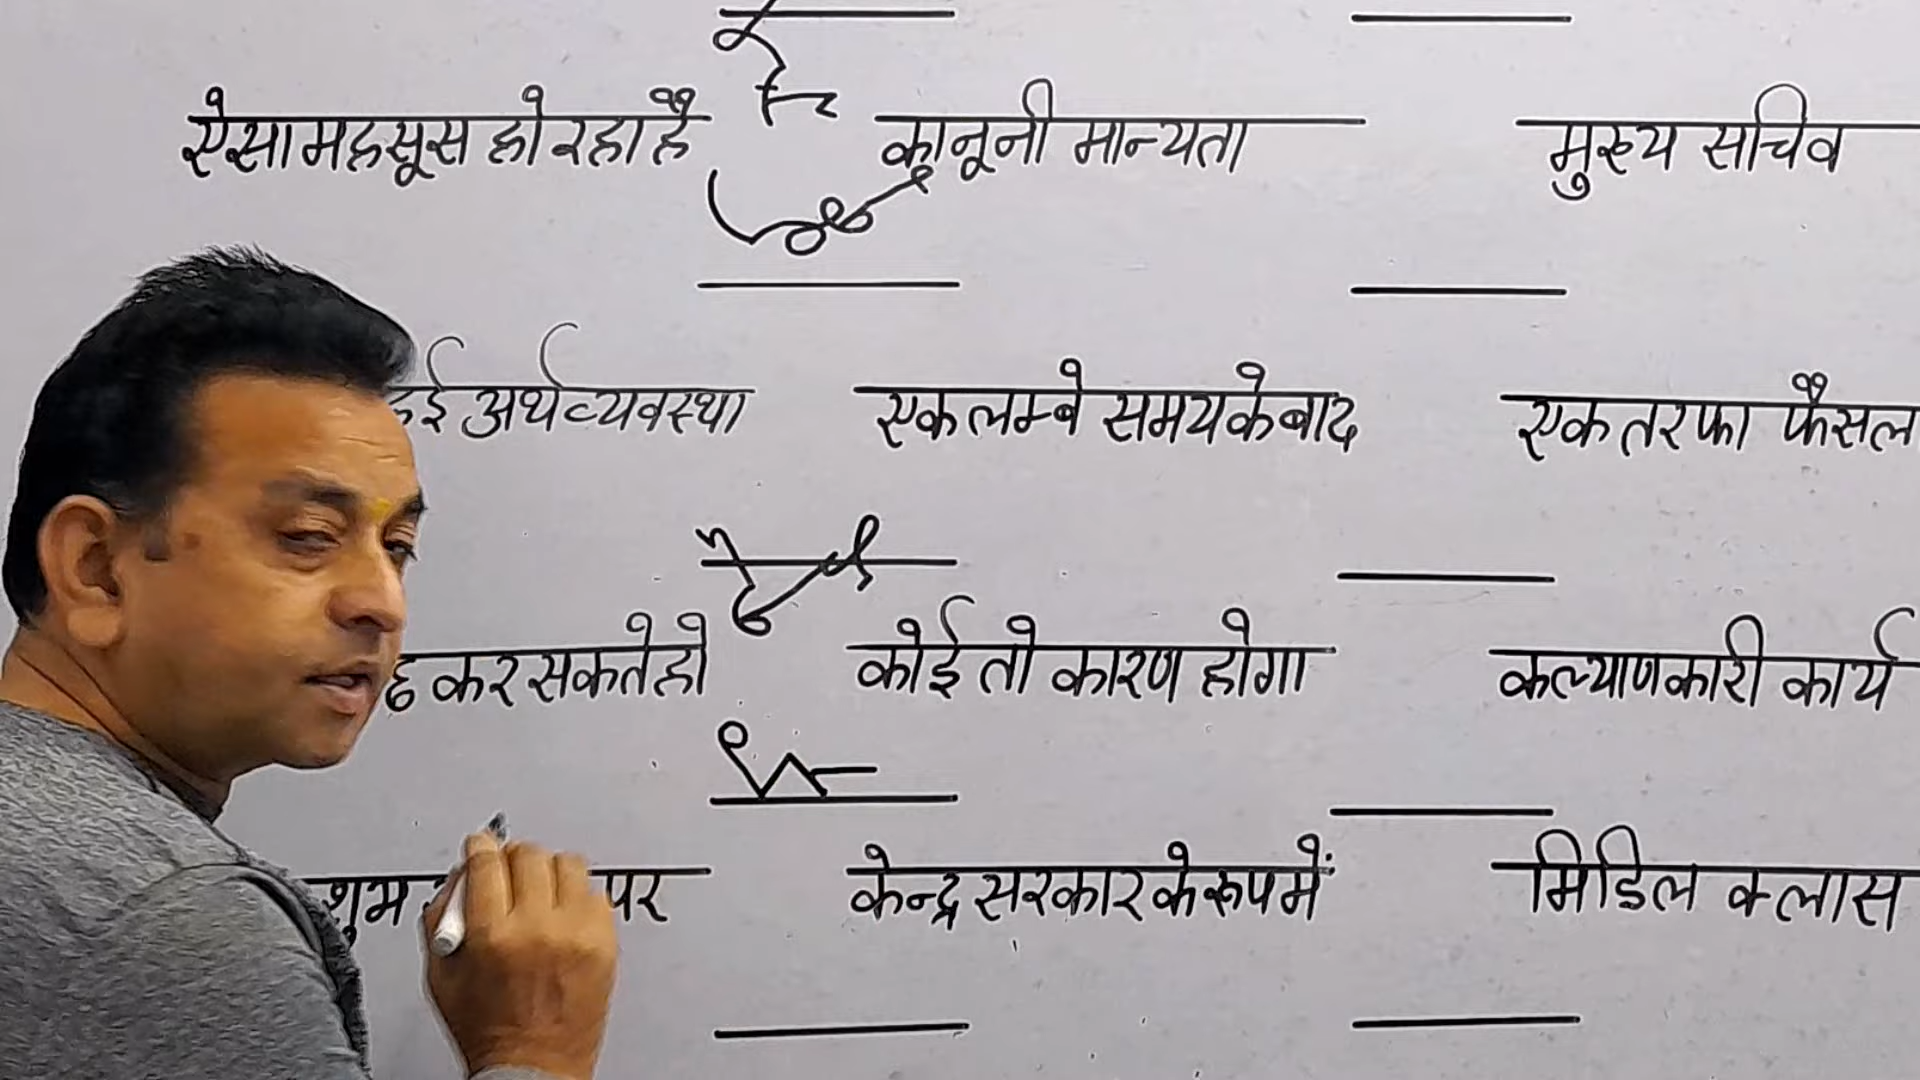 ऐसा महसूस हो रहा है कानूनी मान्यता मुख्य सचिव
अर्थव्यवस्था एक लम्बे समय के बाद एक तरफा
कर सकते हो कोई तो कारण होगा कल्याणकारी कार्य
शुभ पर केन्द्र सरकार के रूप में मिडिल क्लास